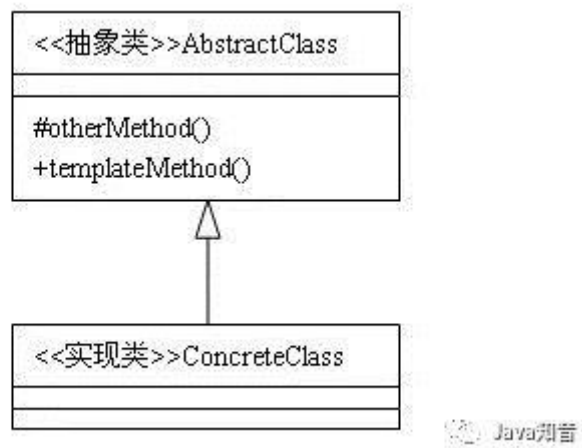 <<抽象类>>AbstractClass
#otherMethod()
+templateMethod()
<<实现类>>ConcreteClass
Java知音